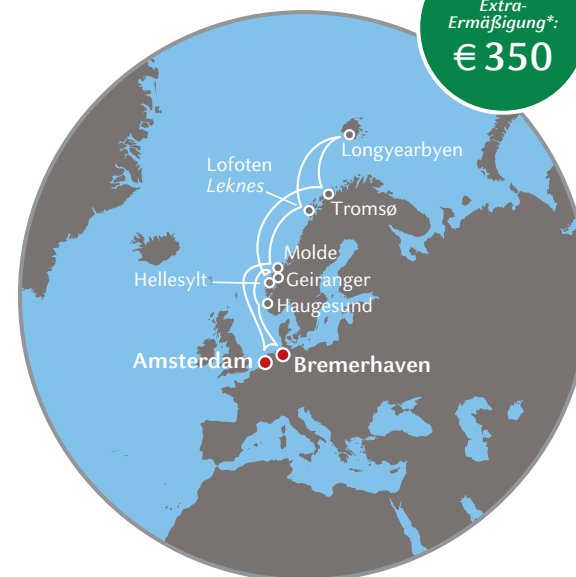 Extra-
Ermäßigung*:
€ 350
Longyearbyen
Lofoten
Leknes
Tromsø
Molde
Hellesylt
Geiranger
Haugesund
Amsterdam
Bremerhaven